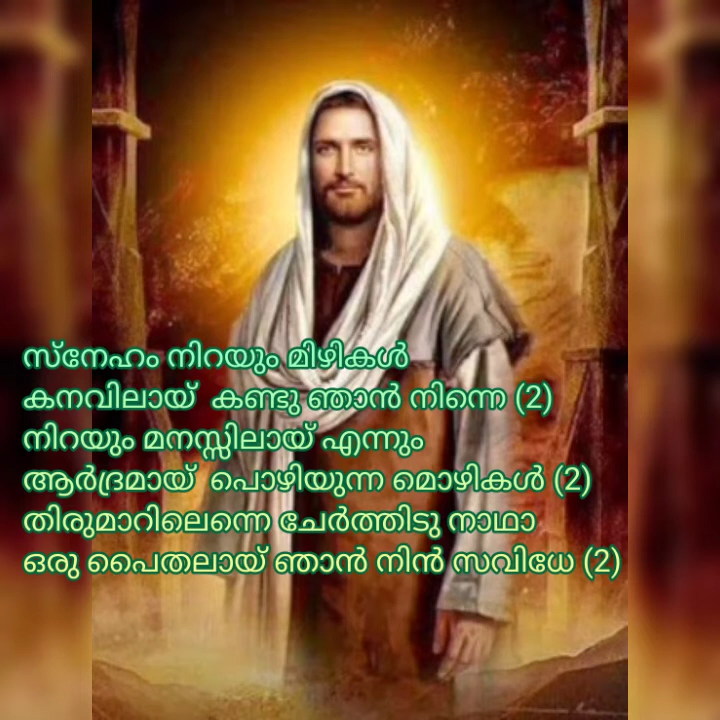 സ്നേഹം നിറയും മിഴികൾ
കനവിലായ് കണ്ടു ഞാൻ നിന്നെ (2)
നിറയും മനസ്സിലായ് എന്നും
ആർദ്രമായ് പൊഴിയുന്ന മൊഴികൾ (2)
തിരുമാറിലെന്നെ ചേർത്തിടു നാഥാ
ഒരു പൈതലായ് ഞാൻ നിൻ സവിധേ (2)